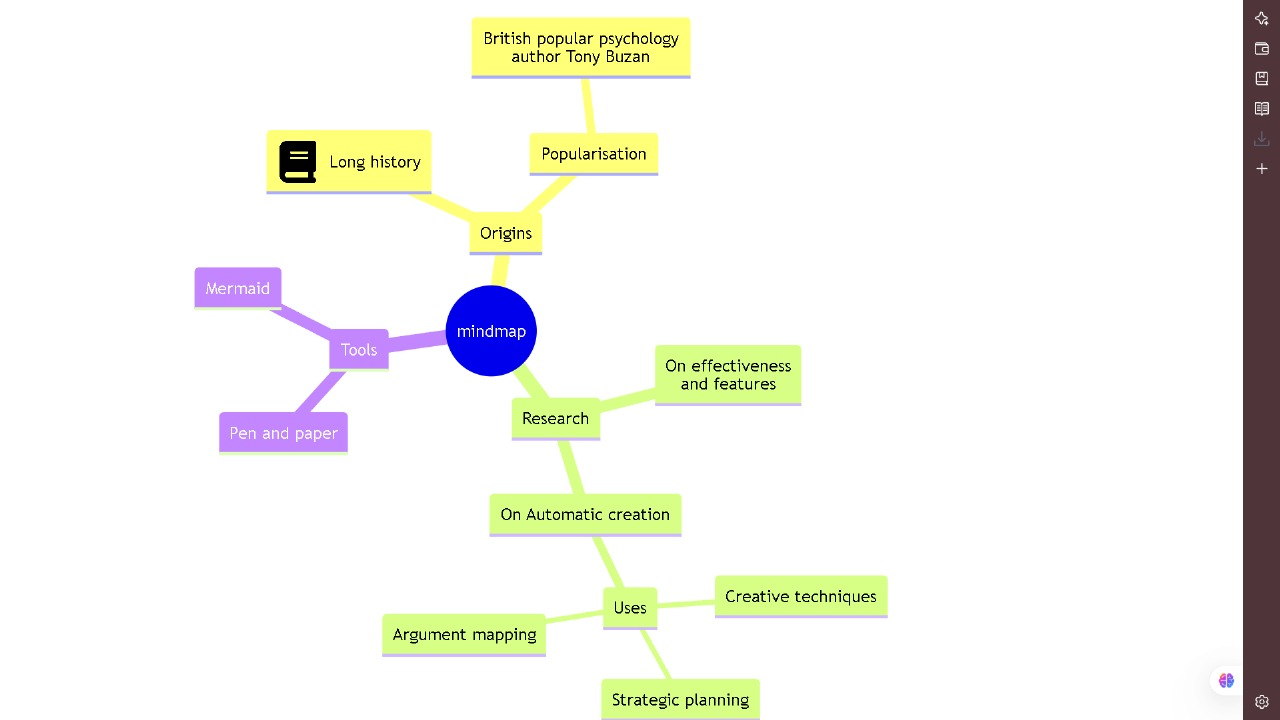 British popular psychology
author Tony Buzan
Long history
Popularisation
Origins
Mermaid
mindmap
Tools
On effectiveness
and features
Research
Pen and paper
On Automatic creation
Uses
Creative techniques
Argument mapping
Strategic planning